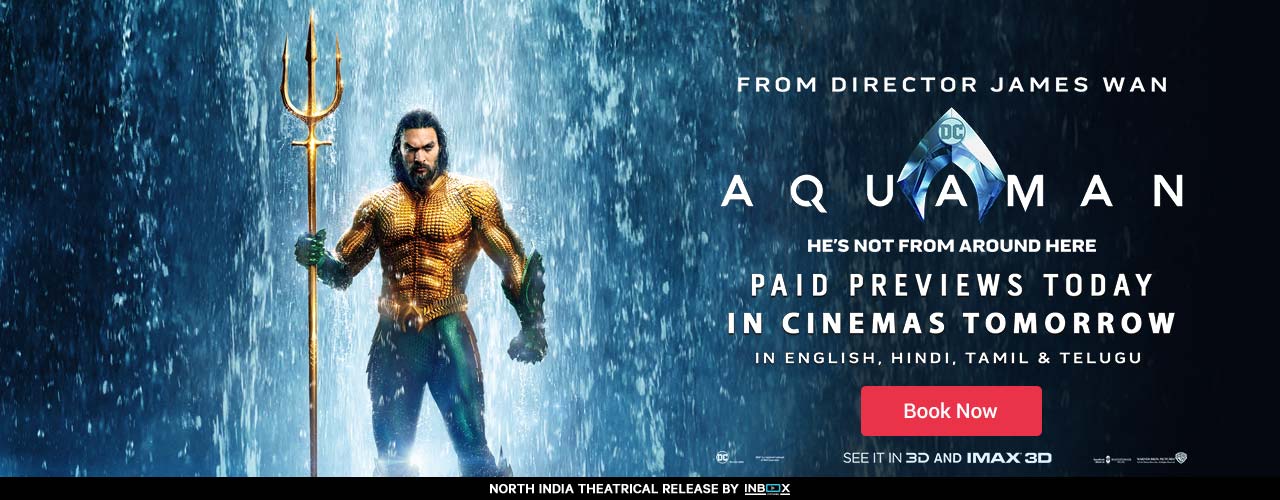 FROM DIRECTOR JAMES WAN
DC
AQUAMAN
HE'S NOT FROM AROUND HERE
PAID PREVIEWS TODAY
IN CINEMAS TOMORROW
IN ENGLISH, HINDI, TAMIL & TELUGU
Book Now
DC
SEE IT IN 3D AND IMAX 3D
NORTH INDIA THEATRICAL RELEASE BY INBOX